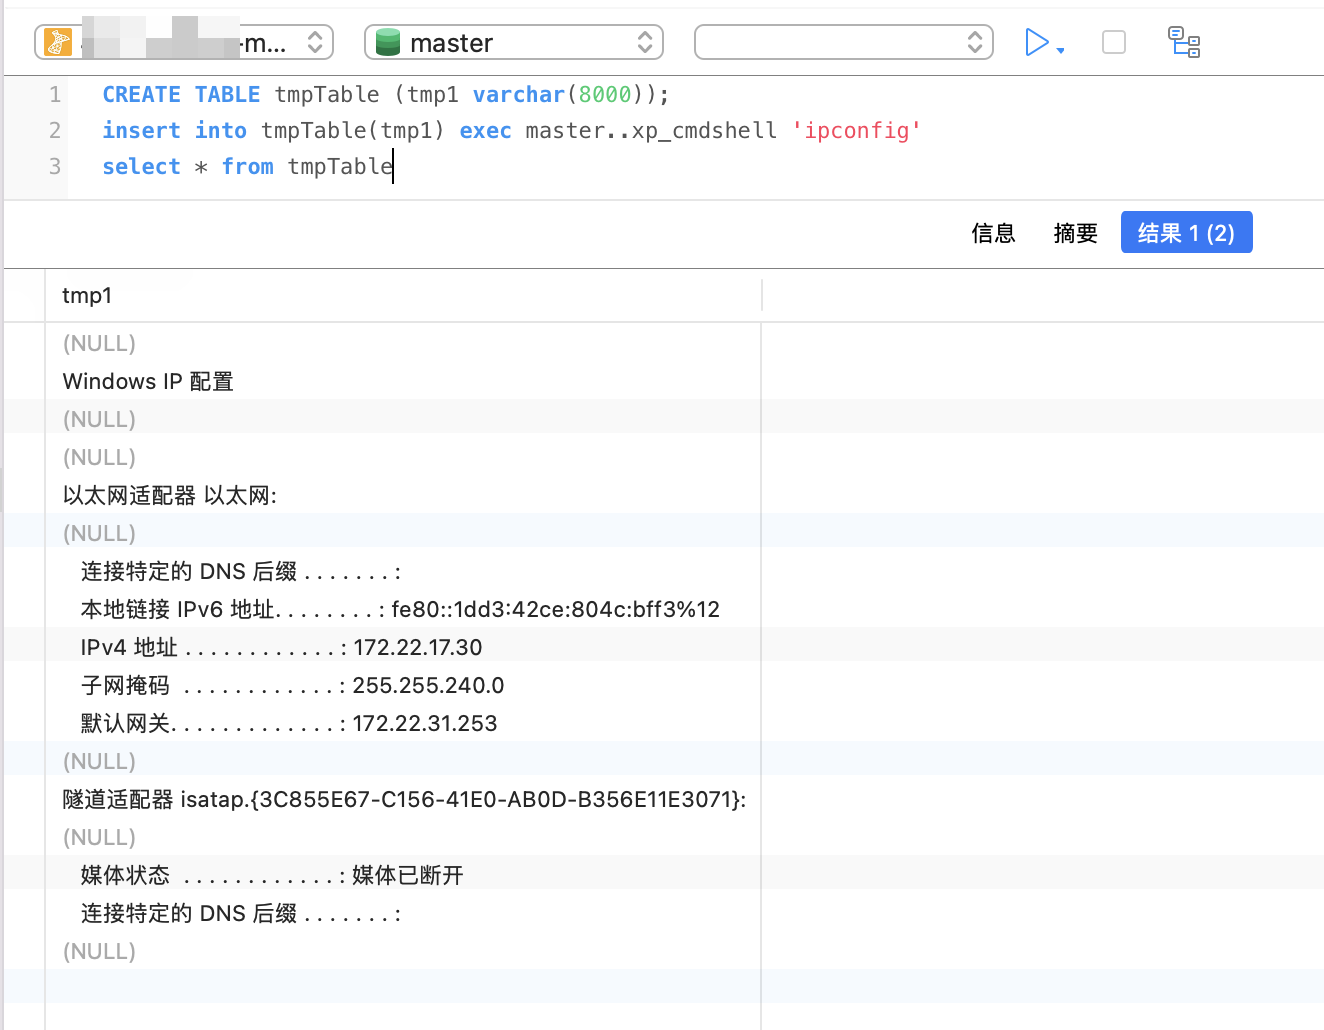 -m...
master
1 CREATE TABLE tmpTable (tmp1 varchar(8000));
2 insert into tmpTable(tmp1) exec master..xp_cmdshell 'ipconfig'
3 select * from tmpTable
信息 摘要 结果 1 (2)
tmp1
(NULL)
Windows IP 配置
(NULL)
(NULL)
以太网适配器 以太网:
(NULL)
连接特定的 DNS 后缀 . . . . . . . :
本地链接 IPv6 地址. . . . . . . . : fe80::1dd3:42ce:804c:bff3%12
IPv4 地址 . . . . . . . . . . . . : 172.22.17.30
子网掩码 . . . . . . . . . . . . : 255.255.240.0
默认网关. . . . . . . . . . . . . : 172.22.31.253
(NULL)
隧道适配器 isatap.{3C855E67-C156-41E0-AB0D-B356E11E3071}:
(NULL)
媒体状态 . . . . . . . . . . . . : 媒体已断开
连接特定的 DNS 后缀 . . . . . . . :
(NULL)